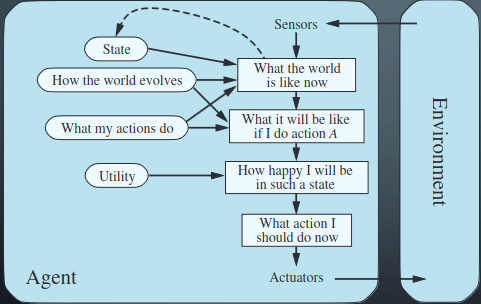 Sensors
State
How the world evolves
What the world
is like now
What my actions do
What it will be like
if I do action A
Utility
How happy I will be
in such a state
What action I
should do now
Agent
Actuators
Environment